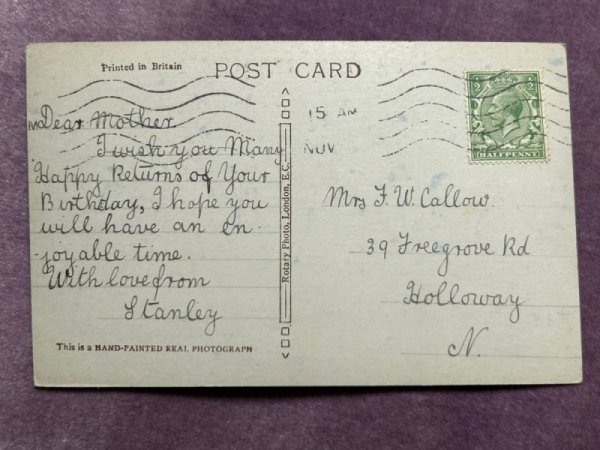 Printed in Britain
POST CARD
15 AM
NOV
HALFPENNY
Dear Mother
I wish you Many
Happy Returns of Your
Birthday, I hope you
will have an en-
joyable time.
With love from
Stanley
This is a HAND-PAINTED REAL PHOTOGRAPH
Rotary Photo, London, E.C.
Mrs F. W. Callow.
39 Freegrove Rd
Holloway
N.